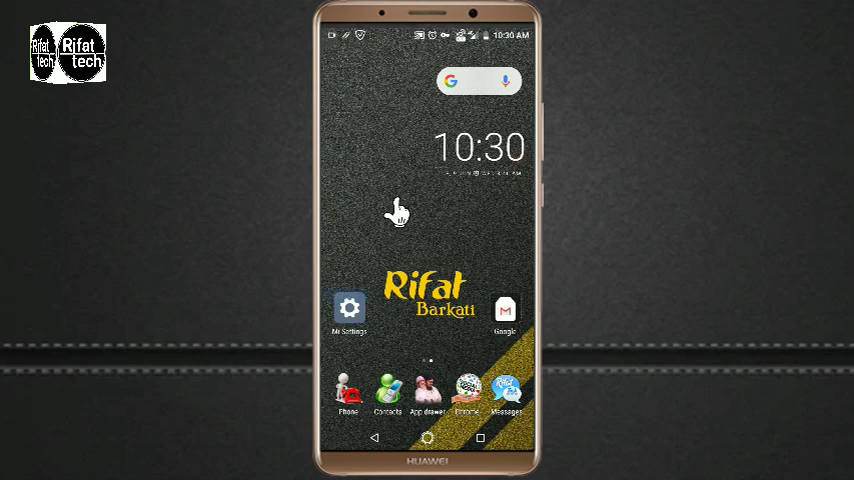 Rifat
tech
Rifat
tech
10:30 AM
10:30
Rifat
Barkati
Mi Settings
Google
Phone
Contacts
App drawer
Chrome
Messages
HUAWEI